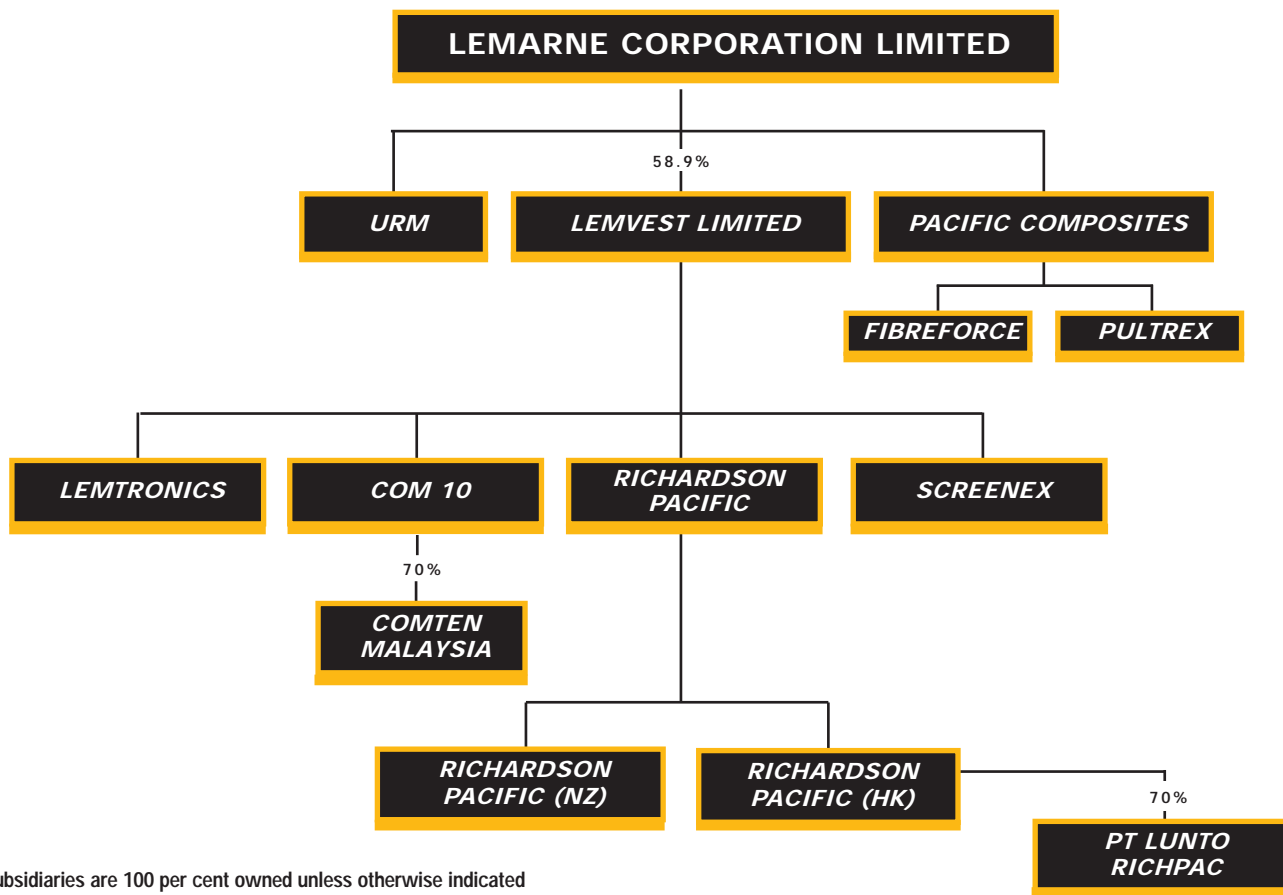 LEMARNE CORPORATION LIMITED
58.9%
URM
LEMVEST LIMITED
PACIFIC COMPOSITES
FIBREFORCE
PULTREX
LEMTRONICS
COM 10
RICHARDSON
PACIFIC
SCREENEX
70%
COMTEN
MALAYSIA
RICHARDSON
PACIFIC (NZ)
RICHARDSON
PACIFIC (HK)
70%
PT LUNTO
RICHPAC
ubsidiaries are 100 per cent owned unless otherwise indicated